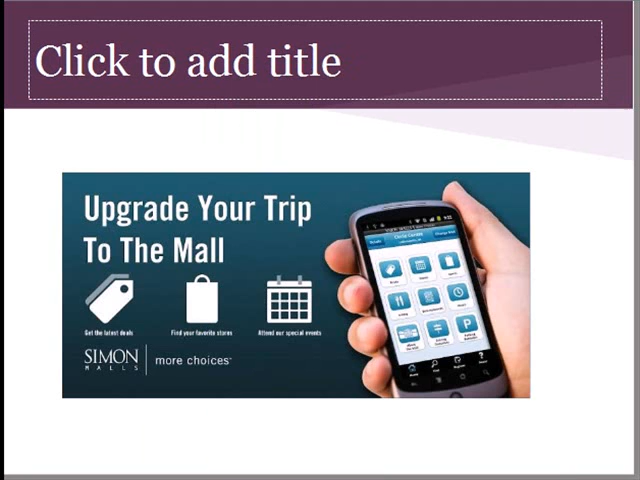 Click to add title
Upgrade Your Trip
To The Mall
Get the latest deals
Find your favorite stores
Attend our special events
SIMON
MALLS
more choices